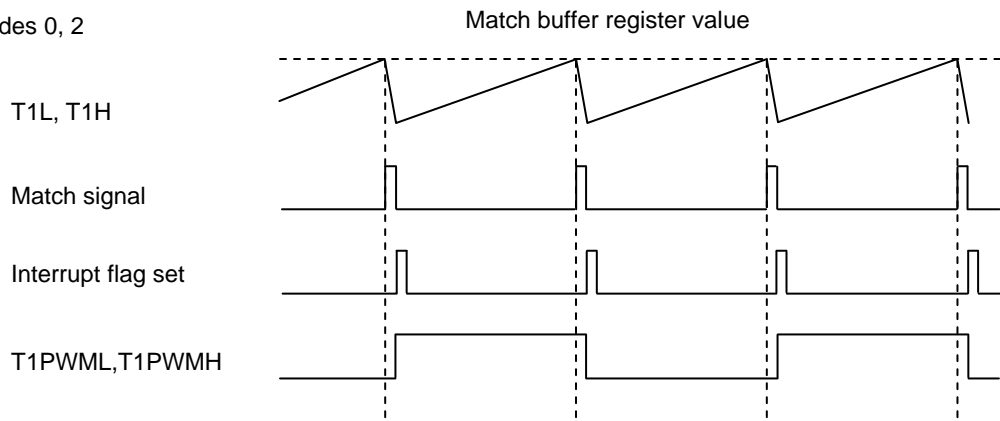 des 0, 2
Match buffer register value
T1L, T1H
Match signal
Interrupt flag set
T1PWML,T1PWMH